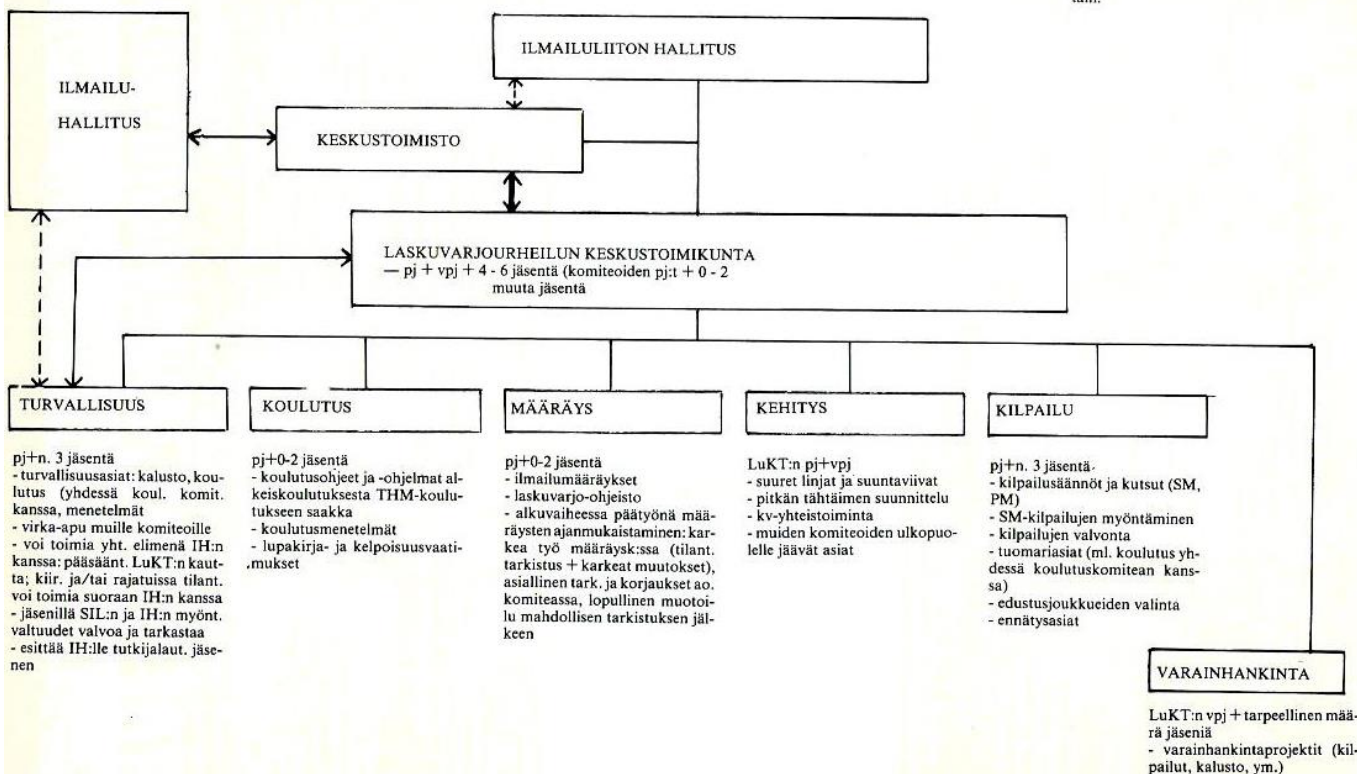 ILMAILULIITON HALLITUS
ILMAILU-
HALLITUS
KESKUSTOIMISTO
LASKUVARJOURHEILUN KESKUSTOIMIKUNTA
— pj + vpj + 4 - 6 jäsentä (komiteoiden pj:t + 0 - 2
muuta jäsentä
TURVALLISUUS
pj+n. 3 jäsentä
- turvallisuusasiat: kalusto, kou-
lutus (yhdessä koul. komit.
kanssa, menetelmät
- virka-apu muille komiteoille
- voi toimia yht. elimenä IH:n
kanssa: pääsäänt. LuKT:n kaut-
ta; kiir. ja/tai rajatuissa tilant.
voi toimia suoraan IH:n kanssa
- jäsenillä SIL:n ja IH:n myönt.
valtuudet valvoa ja tarkastaa
- esittää IH:lle tutkijalaut. jäse-
nen
KOULUTUS
pj+0-2 jäsentä
- koulutusohjeet ja -ohjelmat al-
keiskoulutuksesta THM-koulu-
tukseen saakka
- koulutusmenetelmät
- lupakirja- ja kelpoisuusvaati-
mukset
MÄÄRÄYS
pj+0-2 jäsentä
- ilmailumääräykset
- laskuvarjo-ohjeisto
- alkuvaiheessa päätyönä mää-
räysten ajanmukaistaminen: kar-
kea työ määräysk:ssa (tilant.
tarkistus + karkeat muutokset),
asiallinen tark. ja korjaukset ao.
komiteassa, lopullinen muotoi-
lu mahdollisen tarkistuksen jäl-
keen
KEHITYS
LuKT:n pj+vpj
- suuret linjat ja suuntaviivat
- pitkän tähtäimen suunnittelu
- kv-yhteistoiminta
- muiden komiteoiden ulkopuo-
lelle jäävät asiat
KILPAILU
pj+n. 3 jäsentä
- kilpailusäännöt ja kutsut (SM,
PM)
- SM-kilpailujen myöntäminen
- kilpailujen valvonta
- tuomariasiat (ml. koulutus yh-
dessä koulutuskomitean kans-
sa)
- edustusjoukkueiden valinta
- ennätysasiat
VARAINHANKINTA
LuKT:n vpj + tarpeellinen mää-
rä jäseniä
- varainhankintaprojektit (kil-
pailut, kalusto, ym.)